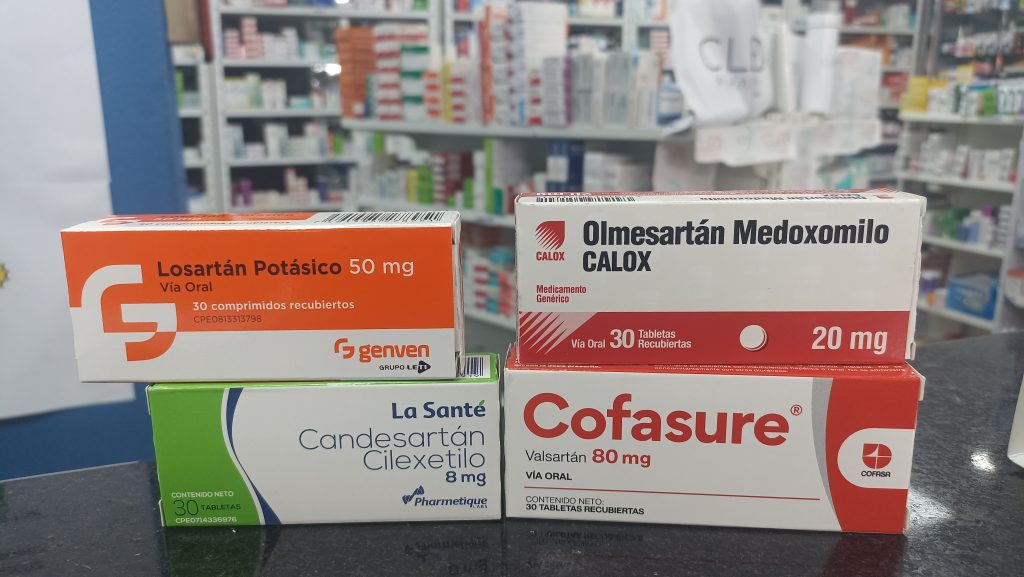 Losartán Potásico 50 mg
Vía Oral
30 comprimidos recubiertos
CPE0813313798
genven
GRUPO LETI
Olmesartán Medoxomilo
CALOX
CALOX
Medicamento
Genérico
Vía Oral 30 Tabletas
Recubiertas
20 mg
La Santé
Candesartán
Cilexetilo
8 mg
Pharmetique
LABS
CONTENIDO NETO
30 TABLETAS
CPE0714336976
Cofasure®
Valsartán 80 mg
VÍA ORAL
COFASA
CONTENIDO NETO:
30 TABLETAS RECUBIERTAS